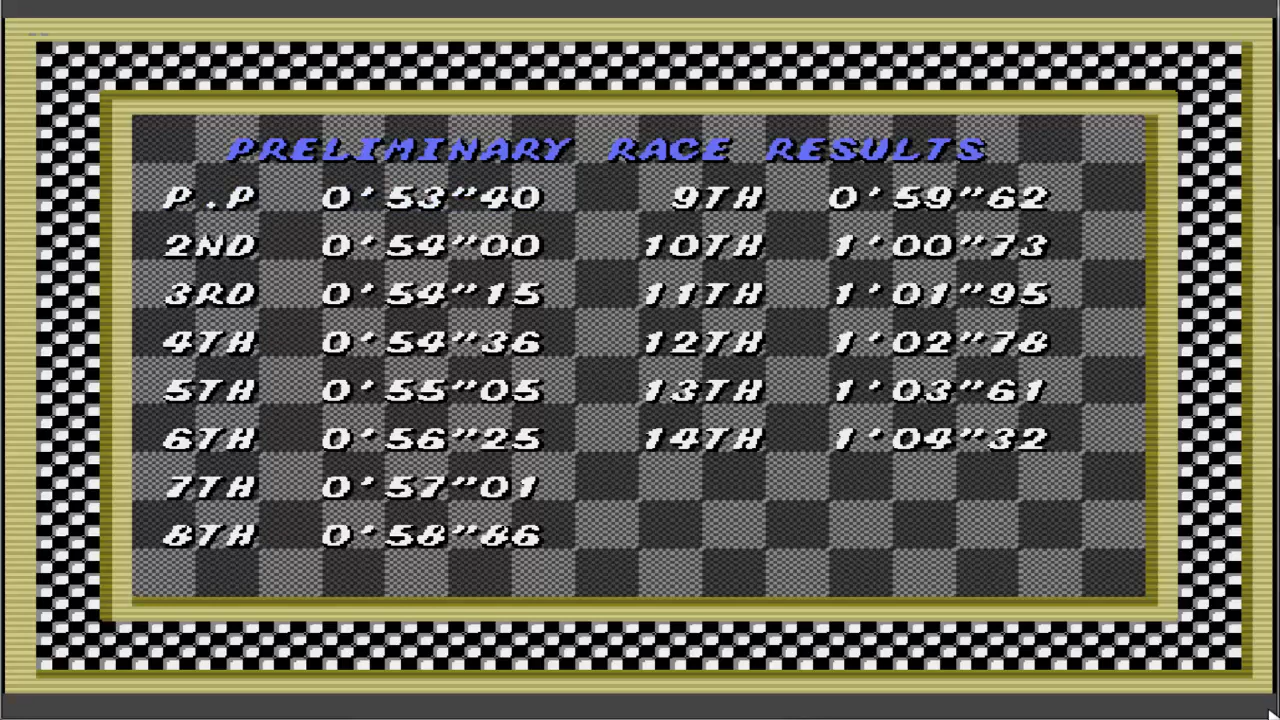 PRELIMINARY RACE RESULTS
P.P 0'53"40 9TH 0'59"62
2ND 0'54"00 10TH 1'00"73
3RD 0'54"15 11TH 1'01"95
4TH 0'54"36 12TH 1'02"78
5TH 0'55"05 13TH 1'03"61
6TH 0'56"25 14TH 1'04"32
7TH 0'57"01
8TH 0'58"86